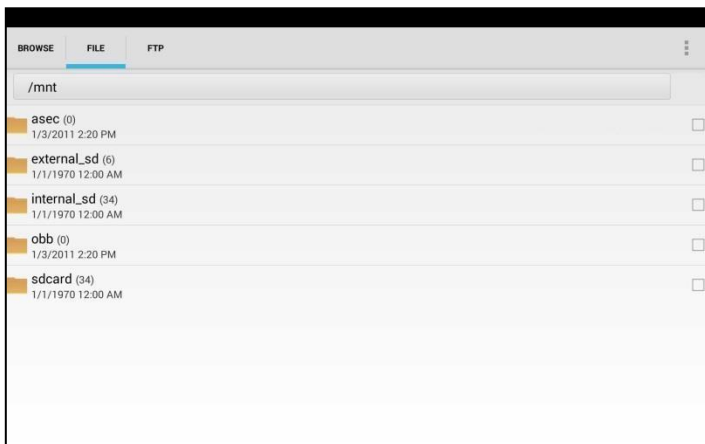 BROWSE FILE FTP
/mnt
asec (0)
1/3/2011 2:20 PM
external_sd (6)
1/1/1970 12:00 AM
internal_sd (34)
1/1/1970 12:00 AM
obb (0)
1/3/2011 2:20 PM
sdcard (34)
1/1/1970 12:00 AM